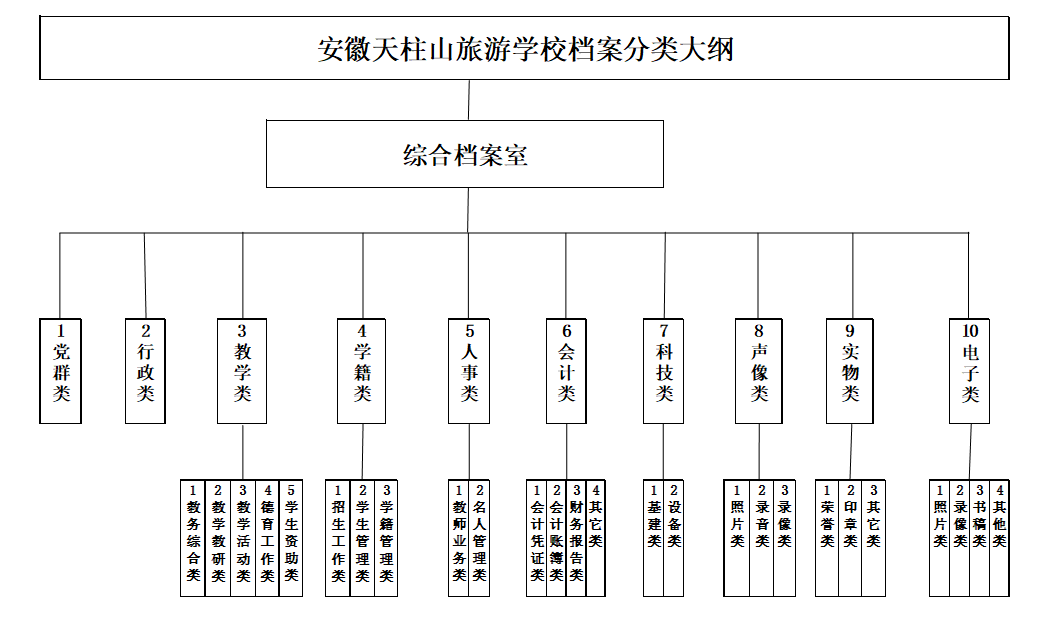 安徽天柱山旅游学校档案分类大纲
综合档案室
1党群类
2行政类
3教学类
4学籍类
5人事类
6会计类
7科技类
8声像类
9实物类
10电子类
1教务综合类
2教学教研类
3教学活动类
4德育工作类
5学生资助类
1招生工作类
2学生管理类
3学籍管理类
1教师业务类
2名人管理类
1会计凭证类
2会计账簿类
3财务报告类
4其它类
1基建类
2设备类
1照片类
2录音类
3录像类
1荣誉类
2印章类
3其它类
1照片类
2录像类
3书稿类
4其他类